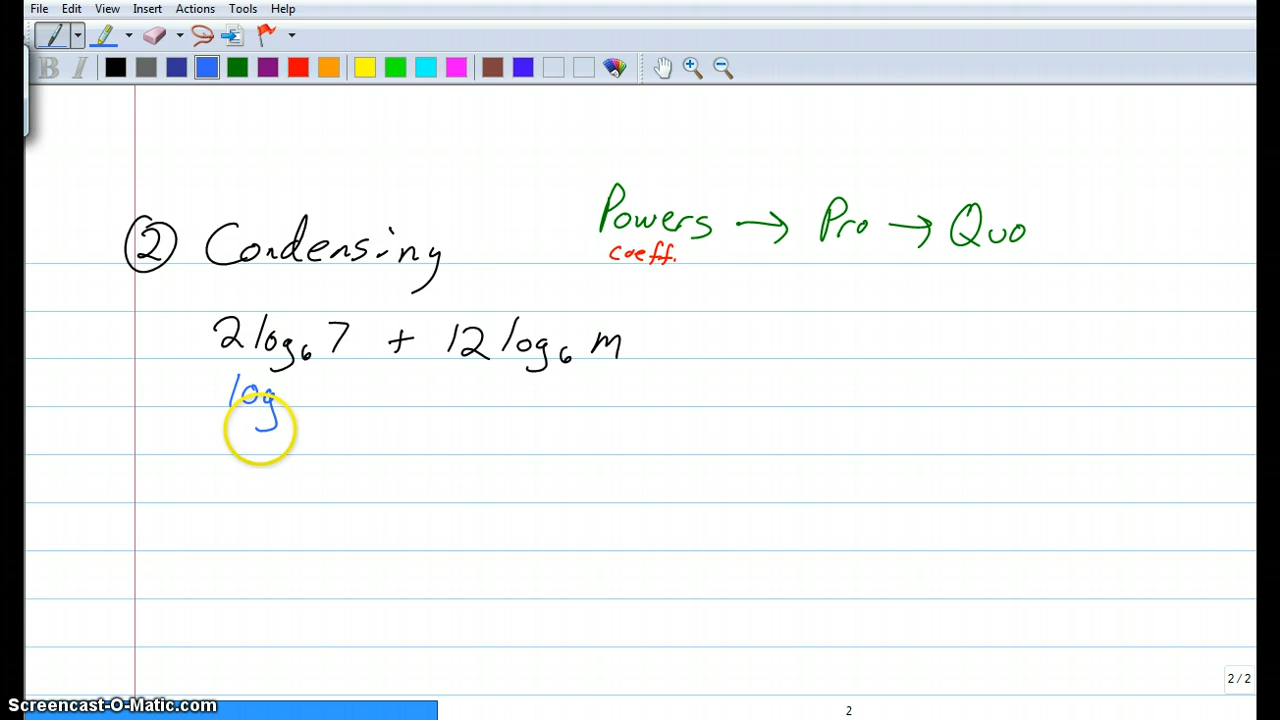 File Edit View Insert Actions Tools Help
B I
Powers → Pro → Quo
coeff.
② Condensing
2 log₆ 7 + 12 log₆ m
log
2/2
Screencast-O-Matic.com
2